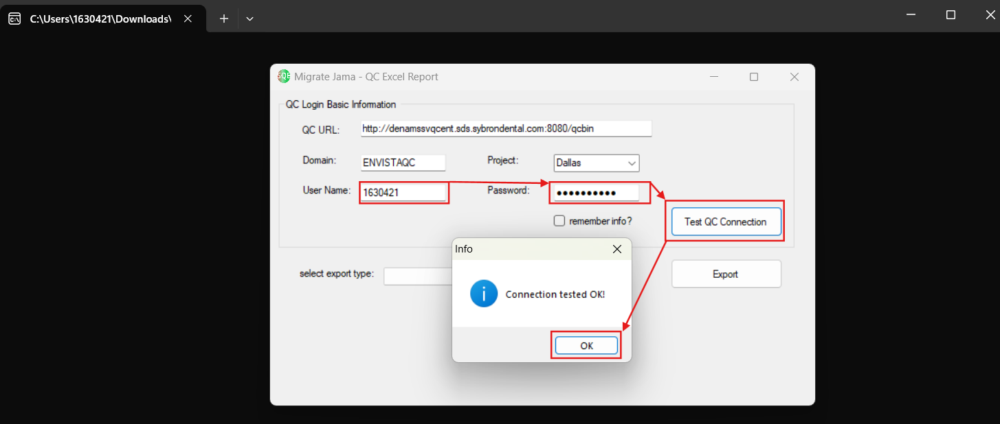 C:\Users\1630421\Downloads\
Migrate Jama - QC Excel Report
QC Login Basic Information
QC URL: http://denamssvqcent.sds.sybrondental.com:8080/qcbin
Domain: ENVISTAQC Project: Dallas
User Name: 1630421 Password: ●●●●●●●●●●
remember info?
Test QC Connection
Info
select export type:
Export
Connection tested OK!
OK